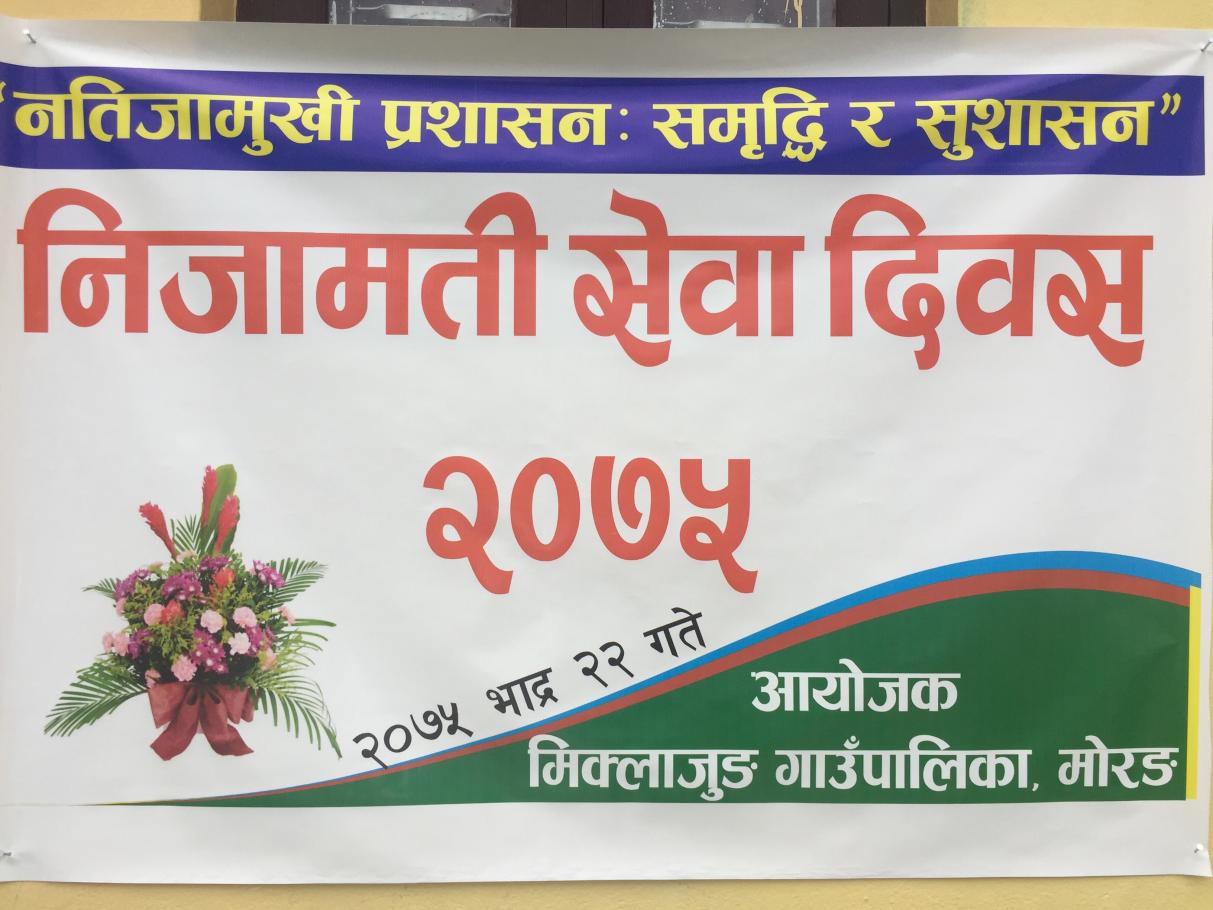 “नतिजामुखी प्रशासनः समृद्धि र सुशासन”
निजामती सेवा दिवस
२०७५
२०७५ भाद्र २२ गते
आयोजक
मिक्लाजुङ गाउँपालिका, मोरङ